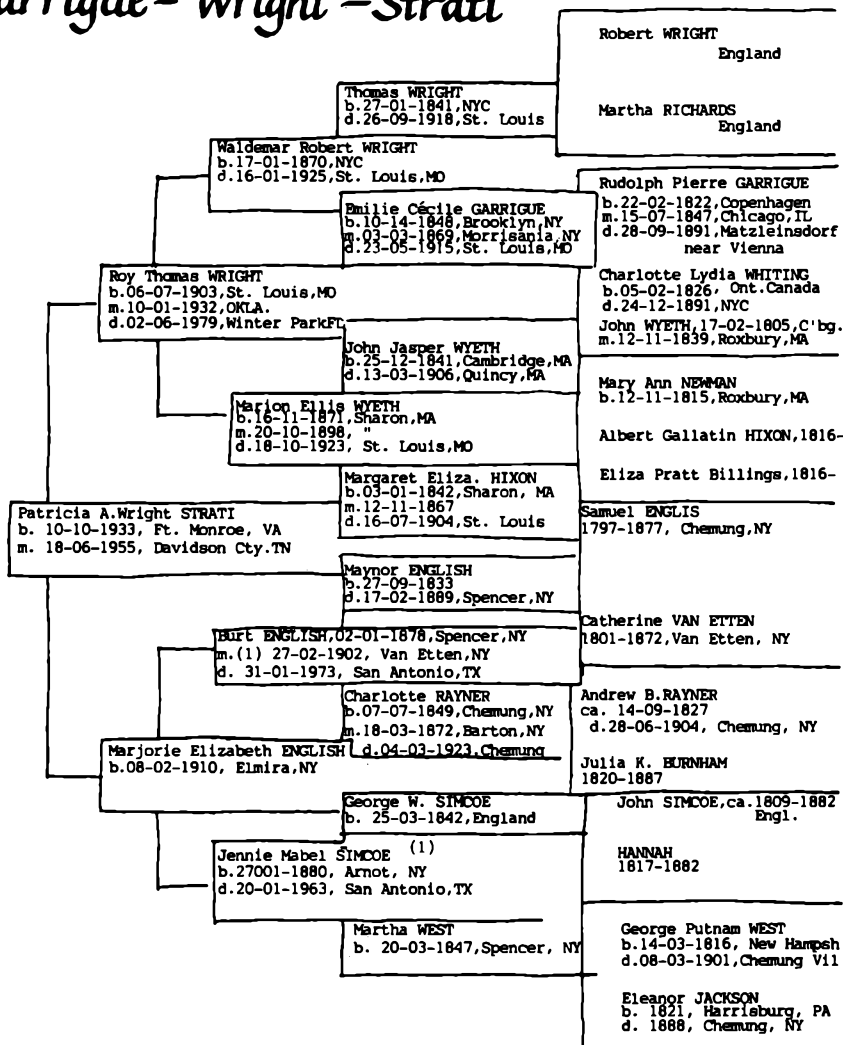 Wright - Strati
Robert WRIGHT
England
Martha RICHARDS
England
Thomas WRIGHT
b.27-01-1841,NYC
d.26-09-1918,St. Louis
Waldemar Robert WRIGHT
b.17-01-1870,NYC
d.16-01-1925,St. Louis,MO
Emilie Cécile GARRIGUE
b.10-14-1848,Brooklyn,NY
m.03-03-1869,Morrisania,NY
d.23-05-1915,St. Louis,MO
Rudolph Pierre GARRIGUE
b.22-02-1822,Copenhagen
m.15-07-1847,Chicago,IL
d.28-09-1891,Matzleinsdorf
near Vienna
Charlotte Lydia WHITING
b.05-02-1826, Ont.Canada
d.24-12-1891,NYC
Roy Thomas WRIGHT
b.06-07-1903,St. Louis,MO
m.10-01-1932,OKLA.
d.02-06-1979,Winter ParkFL
John WYETH,17-02-1805,C'bg.
m.12-11-1839,Roxbury,MA
Mary Ann NEWMAN
b.12-11-1815,Roxbury,MA
John Jasper WYETH
b.25-12-1841,Cambridge,MA
d.13-03-1906,Quincy,MA
Marion Ellis WYETH
b.16-11-1871,Sharon,MA
m.20-10-1898, "
d.18-10-1923, St. Louis,MO
Albert Gallatin HIXON,1816-
Eliza Pratt Billings,1816-
Margaret Eliza. HIXON
b.03-01-1842,Sharon, MA
m.12-11-1867
d.16-07-1904,St. Louis
Patricia A.Wright STRATI
b. 10-10-1933, Ft. Monroe, VA
m. 18-06-1955, Davidson Cty.TN
Samuel ENGLIS
1797-1877, Chemung,NY
Maynor ENGLISH
b.27-09-1833
d.17-02-1889,Spencer,NY
Catherine VAN ETTEN
1801-1872,Van Etten, NY
Burt ENGLISH,02-01-1878,Spencer,NY
m.(1) 27-02-1902, Van Etten,NY
d. 31-01-1973, San Antonio,TX
Charlotte RAYNER
b.07-07-1849,Chemung,NY
m.18-03-1872,Barton,NY
d.04-03-1923,Chemung
Andrew B.RAYNER
ca. 14-09-1827
d.28-06-1904, Chemung, NY
Julia K. BURNHAM
1820-1887
Marjorie Elizabeth ENGLISH
b.08-02-1910, Elmira,NY
George W. SIMCOE
b. 25-03-1842,England
John SIMCOE,ca.1809-1882
Engl.
HANNAH
1817-1882
Jennie Mabel SIMCOE (1)
b.27001-1880, Arnot, NY
d.20-01-1963, San Antonio,TX
Martha WEST
b. 20-03-1847,Spencer, NY
George Putnam WEST
b.14-03-1816, New Hampsh
d.08-03-1901,Chemung Vil
Eleanor JACKSON
b. 1821, Harrisburg, PA
d. 1888, Chemung, NY